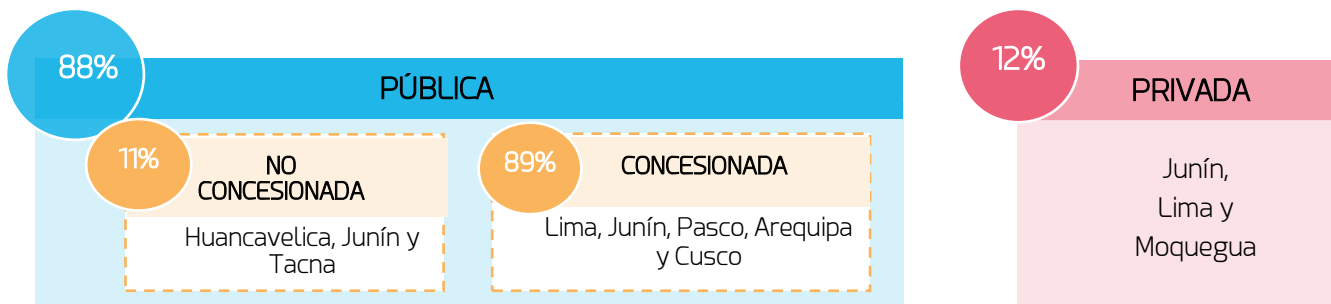 88%
PÚBLICA
11%
NO
CONCESIONADA
Huancavelica, Junín y
Tacna
89%
CONCESIONADA
Lima, Junín, Pasco, Arequipa
y Cusco
12%
PRIVADA
Junín,
Lima y
Moquegua